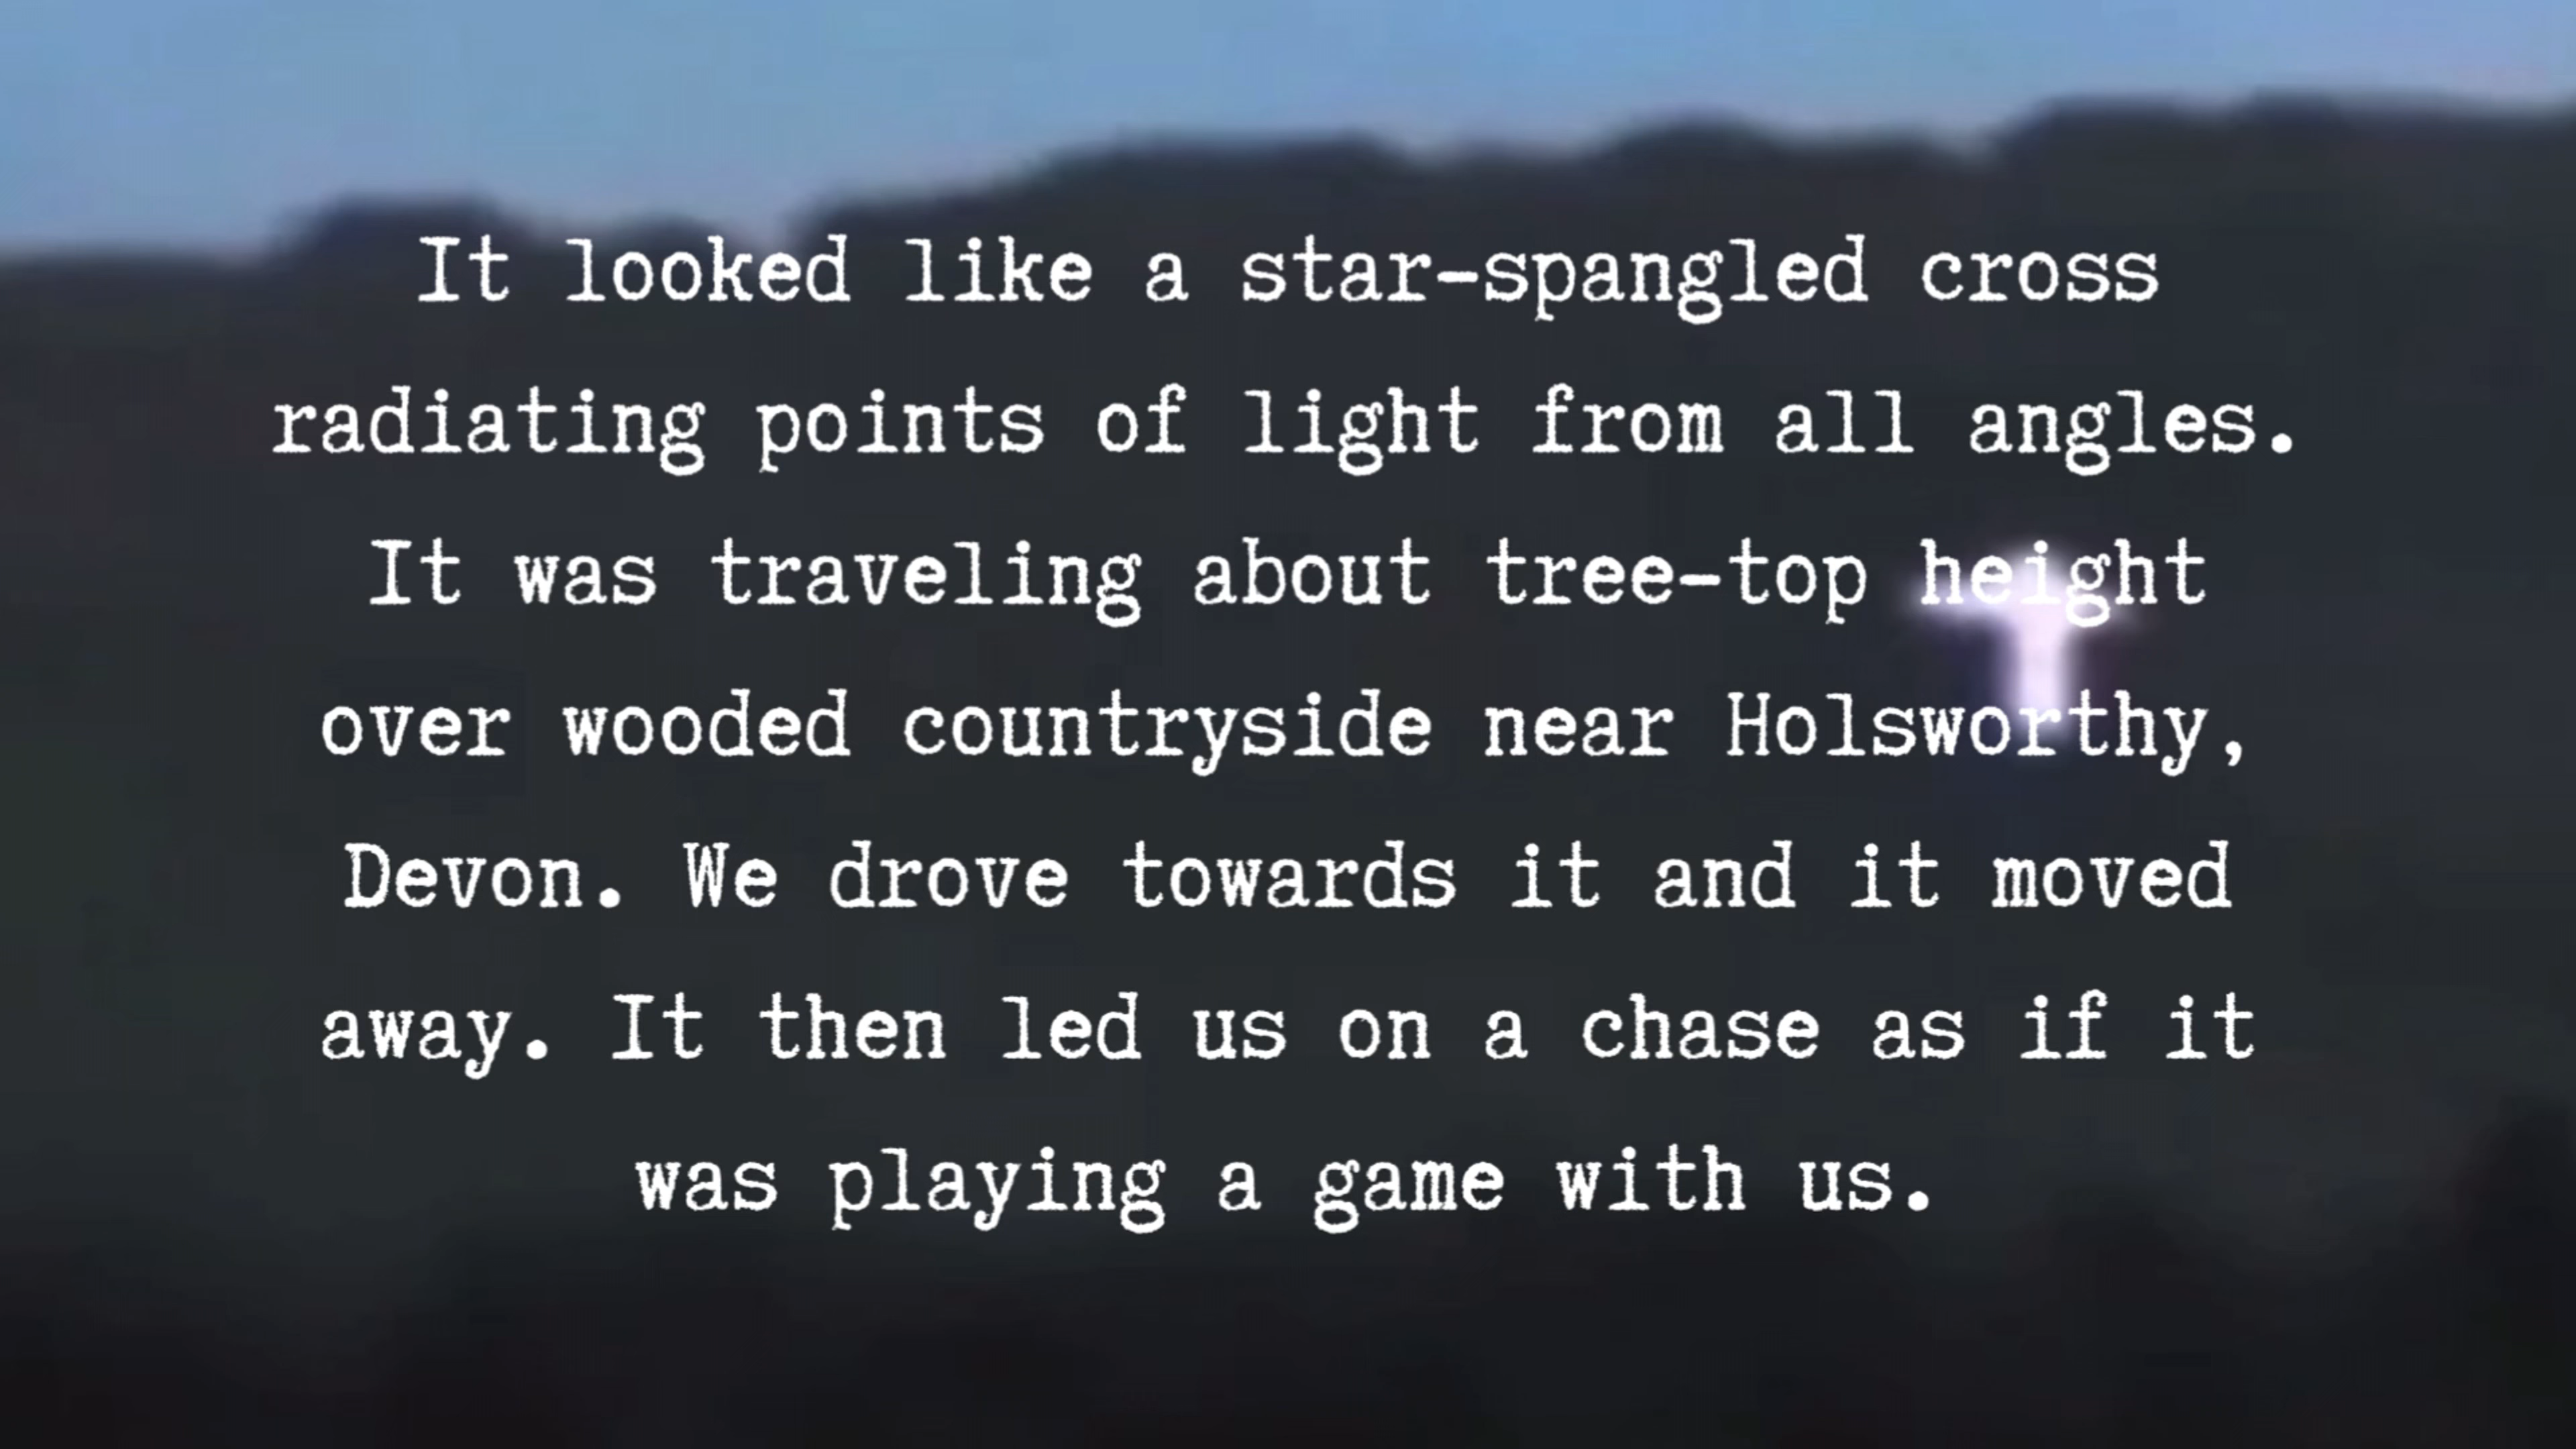 It looked like a star-spangled cross
radiating points of light from all angles.
It was traveling about tree-top height
over wooded countryside near Holsworthy,
Devon. We drove towards it and it moved
away. It then led us on a chase as if it
was playing a game with us.